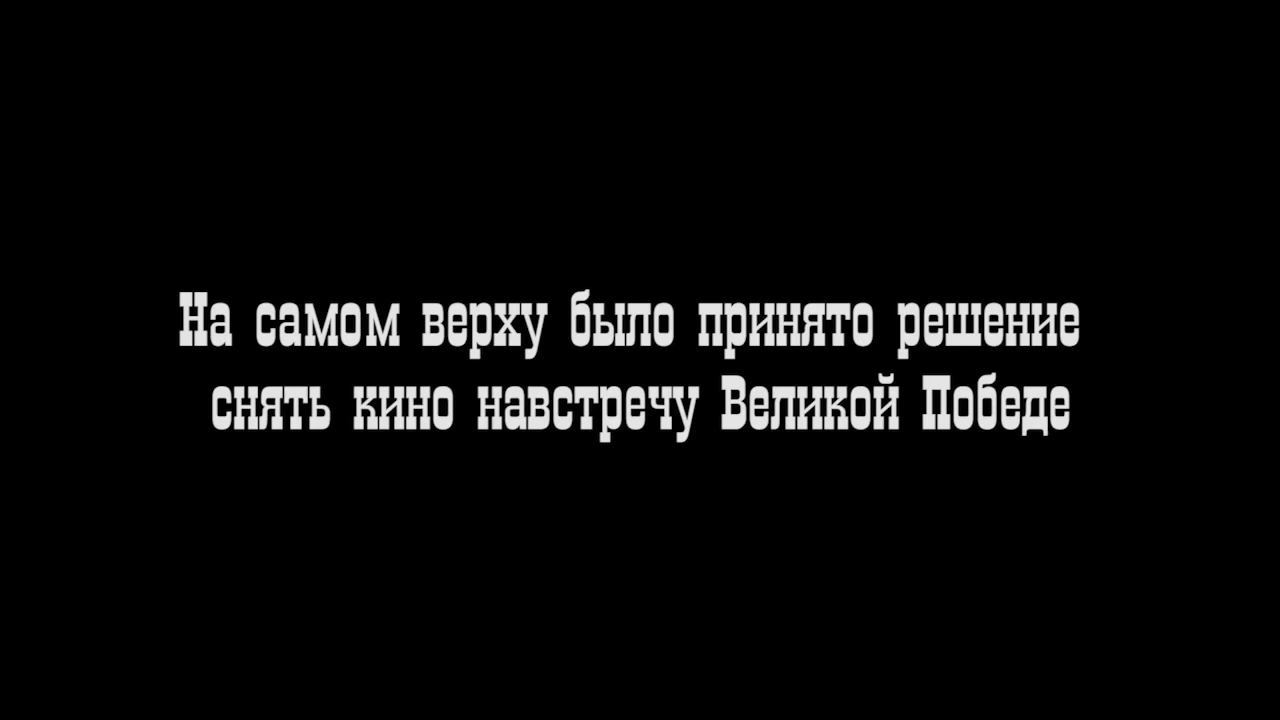 На самом верху было принято решение
снять кино навстречу Великой Победе